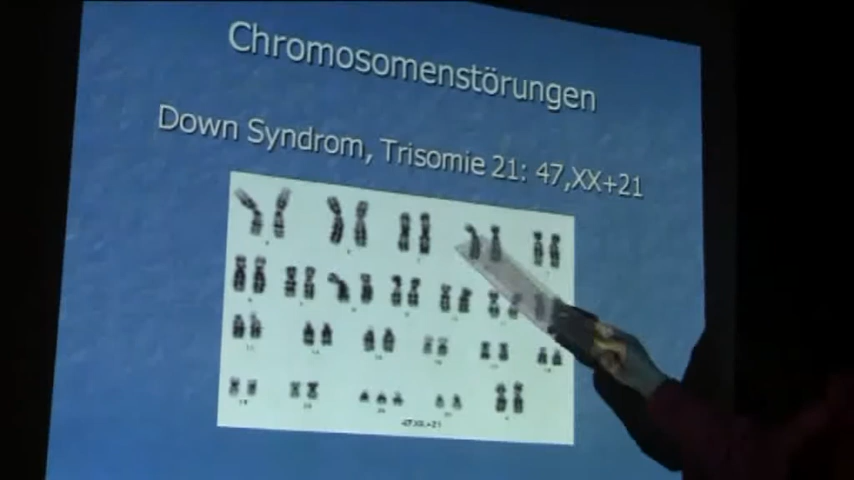 Chromosomenstörungen
Down Syndrom, Trisomie 21: 47,XX+21
47,XX,+21